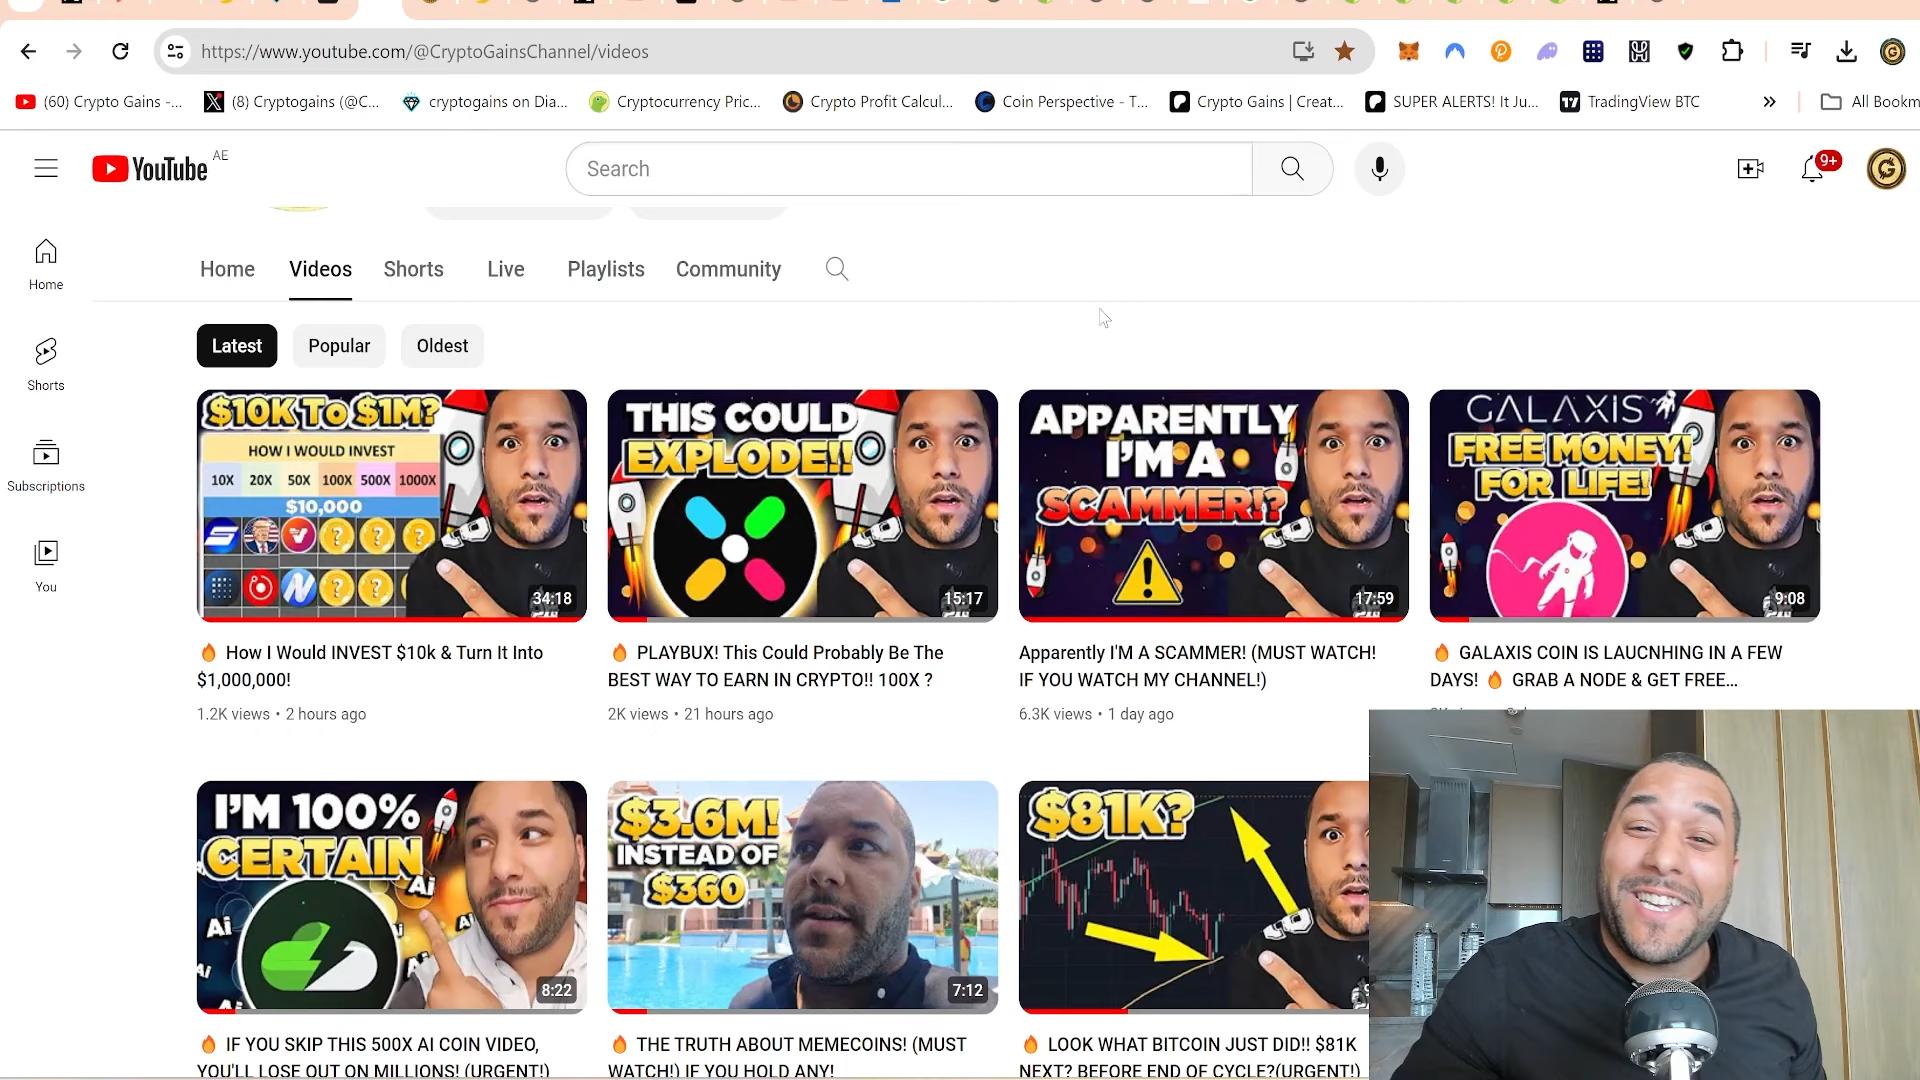 https://www.youtube.com/@CryptoGainsChannel/videos
(60) Crypto Gains -...
(8) Cryptogains (@C...
cryptogains on Dia...
Cryptocurrency Pric...
Crypto Profit Calcul...
Coin Perspective - T...
Crypto Gains | Creat...
SUPER ALERTS! It Ju...
TradingView BTC
»
All Bookm
YouTube AE
Search
9+
Home
Shorts
Subscriptions
You
Home Videos Shorts Live Playlists Community
Latest Popular Oldest
$10K TO $1M?
HOW I WOULD INVEST
10X 20X 50X 100X 500X 1000X
$10,000
34:18
🔥 How I Would INVEST $10k & Turn It Into
$1,000,000!
1.2K views • 2 hours ago
THIS COULD
EXPLODE!!
15:17
🔥 PLAYBUX! This Could Probably Be The
BEST WAY TO EARN IN CRYPTO!! 100X ?
2K views • 21 hours ago
APPARENTLY
I'M A
SCAMMER!?
17:59
Apparently I'M A SCAMMER! (MUST WATCH!
IF YOU WATCH MY CHANNEL!)
6.3K views • 1 day ago
GALAXIS
FREE MONEY!
FOR LIFE!
9:08
🔥 GALAXIS COIN IS LAUCNHING IN A FEW
DAYS! 🔥 GRAB A NODE & GET FREE...
I'M 100%
CERTAIN
Ai
Ai
Ai
Ai
8:22
🔥 IF YOU SKIP THIS 500X AI COIN VIDEO,
YOU'LL LOSE OUT ON MILLIONS! (URGENT!)
$3.6M!
INSTEAD OF
$360
7:12
🔥 THE TRUTH ABOUT MEMECOINS! (MUST
WATCH!) IF YOU HOLD ANY!
$81K?
🔥 LOOK WHAT BITCOIN JUST DID!! $81K
NEXT? BEFORE END OF CYCLE?(URGENT!)